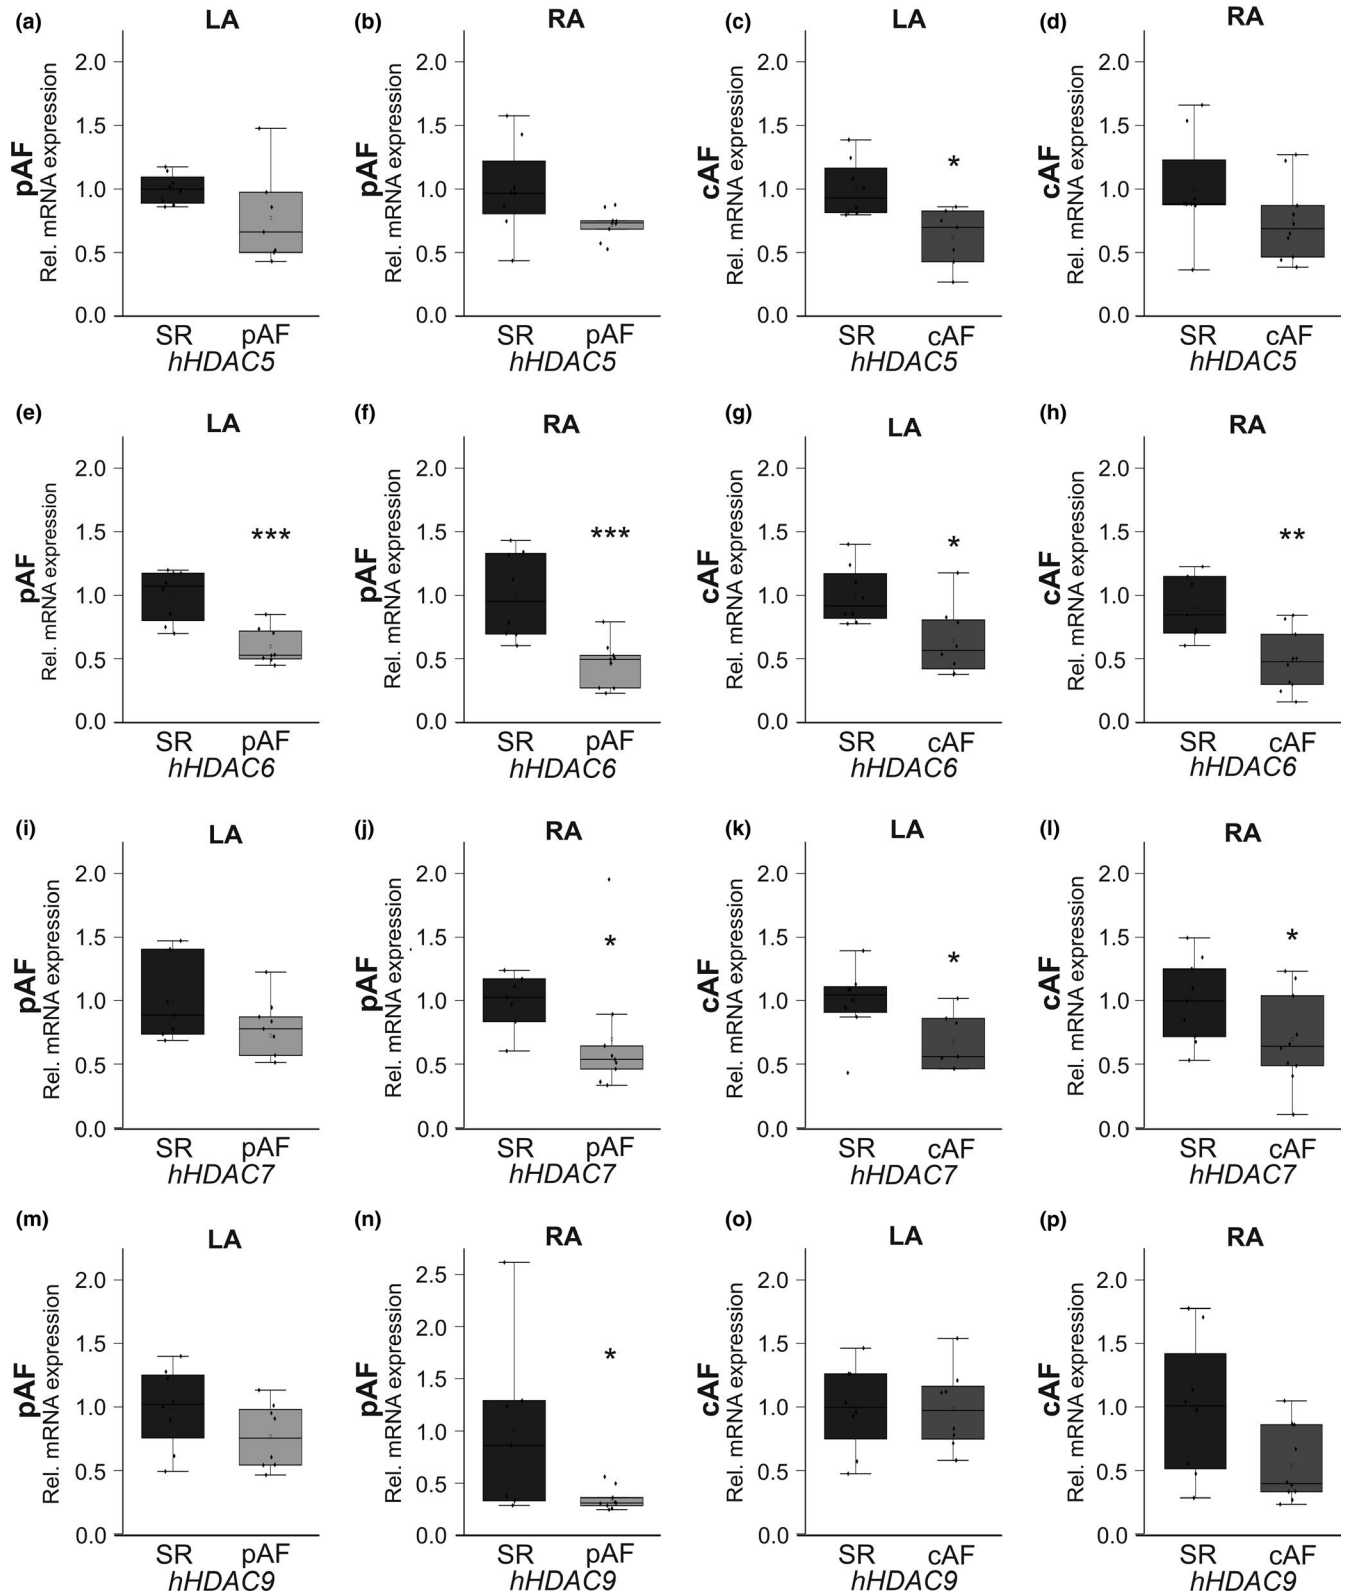 (a) LA (b) RA (c) LA (d) RA
pAF Rel. mRNA expression 2.0 1.5 1.0 0.5 0.0
pAF Rel. mRNA expression 2.0 1.5 1.0 0.5 0.0
cAF Rel. mRNA expression 2.0 1.5 1.0 0.5 0.0 *
cAF Rel. mRNA expression 2.0 1.5 1.0 0.5 0.0
SR pAF SR pAF SR cAF SR cAF
hHDAC5 hHDAC5 hHDAC5 hHDAC5
(e) LA (f) RA (g) LA (h) RA
pAF Rel. mRNA expression 2.0 1.5 1.0 0.5 0.0 ***
pAF Rel. mRNA expression 2.0 1.5 1.0 0.5 0.0 ***
cAF Rel. mRNA expression 2.0 1.5 1.0 0.5 0.0 *
cAF Rel. mRNA expression 2.0 1.5 1.0 0.5 0.0 **
SR pAF SR pAF SR cAF SR cAF
hHDAC6 hHDAC6 hHDAC6 hHDAC6
(i) LA (j) RA (k) LA (l) RA
pAF Rel. mRNA expression 2.0 1.5 1.0 0.5 0.0
pAF Rel. mRNA expression 2.0 1.5 1.0 0.5 0.0 *
cAF Rel. mRNA expression 2.0 1.5 1.0 0.5 0.0 *
cAF Rel. mRNA expression 2.0 1.5 1.0 0.5 0.0 *
SR pAF SR pAF SR cAF SR cAF
hHDAC7 hHDAC7 hHDAC7 hHDAC7
(m) LA (n) RA (o) LA (p) RA
pAF Rel. mRNA expression 2.0 1.5 1.0 0.5 0.0
pAF Rel. mRNA expression 2.5 2.0 1.5 1.0 0.5 0.0 *
cAF Rel. mRNA expression 2.0 1.5 1.0 0.5 0.0
cAF Rel. mRNA expression 2.0 1.5 1.0 0.5 0.0
SR pAF SR pAF SR cAF SR cAF
hHDAC9 hHDAC9 hHDAC9 hHDAC9